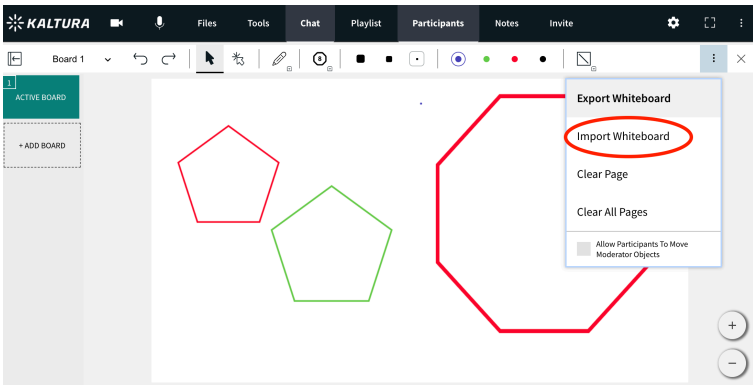 KALTURA Files Tools Chat Playlist Participants Notes Invite
Board 1 8
1
ACTIVE BOARD
+ ADD BOARD
Export Whiteboard
Import Whiteboard
Clear Page
Clear All Pages
Allow Participants To Move
Moderator Objects
+
−